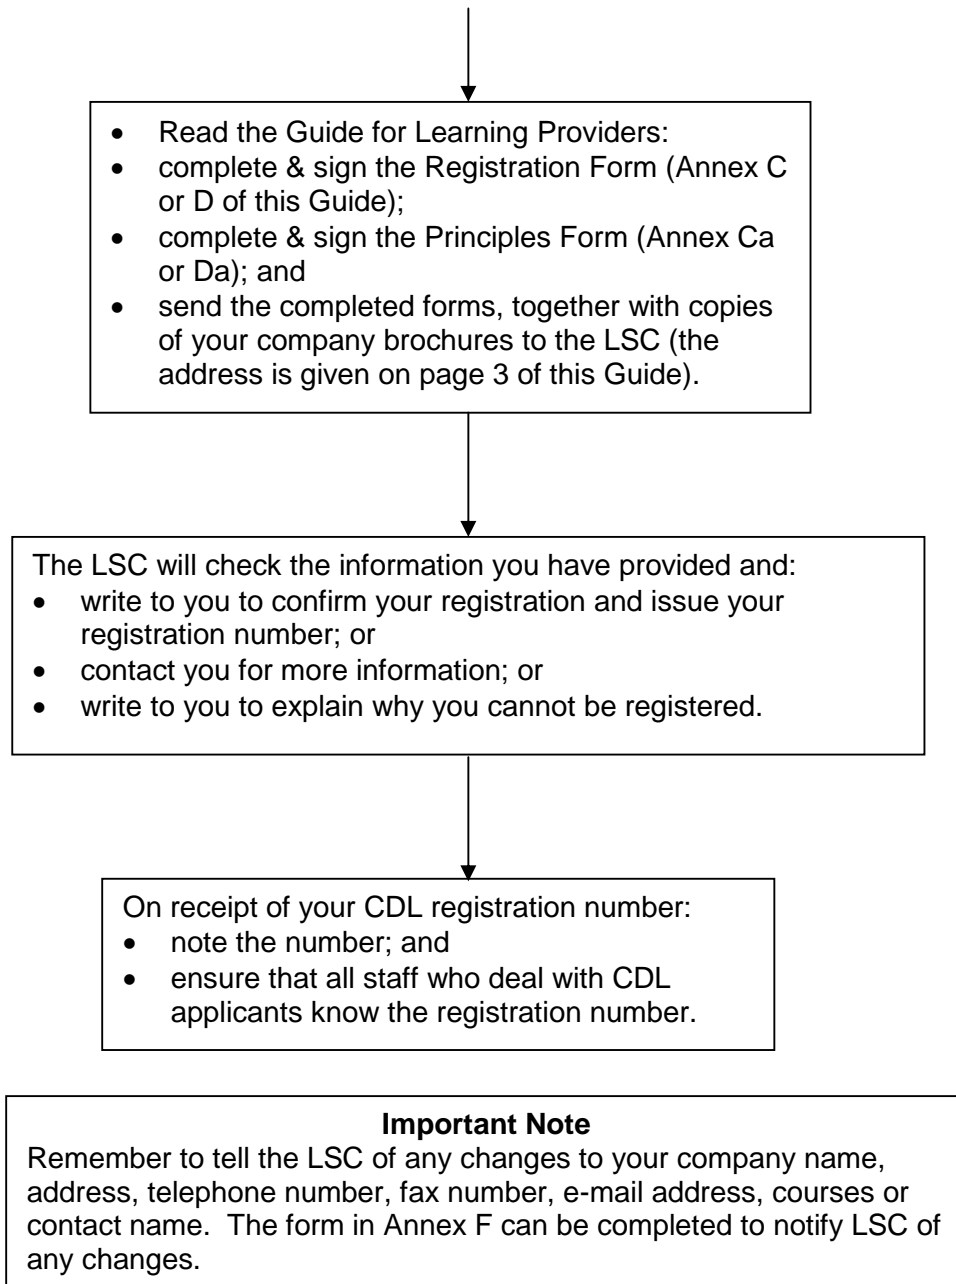 • Read the Guide for Learning Providers:
• complete & sign the Registration Form (Annex C
or D of this Guide);
• complete & sign the Principles Form (Annex Ca
or Da); and
• send the completed forms, together with copies
of your company brochures to the LSC (the
address is given on page 3 of this Guide).
The LSC will check the information you have provided and:
• write to you to confirm your registration and issue your
registration number; or
• contact you for more information; or
• write to you to explain why you cannot be registered.
On receipt of your CDL registration number:
• note the number; and
• ensure that all staff who deal with CDL
applicants know the registration number.
Important Note
Remember to tell the LSC of any changes to your company name,
address, telephone number, fax number, e-mail address, courses or
contact name.  The form in Annex F can be completed to notify LSC of
any changes.